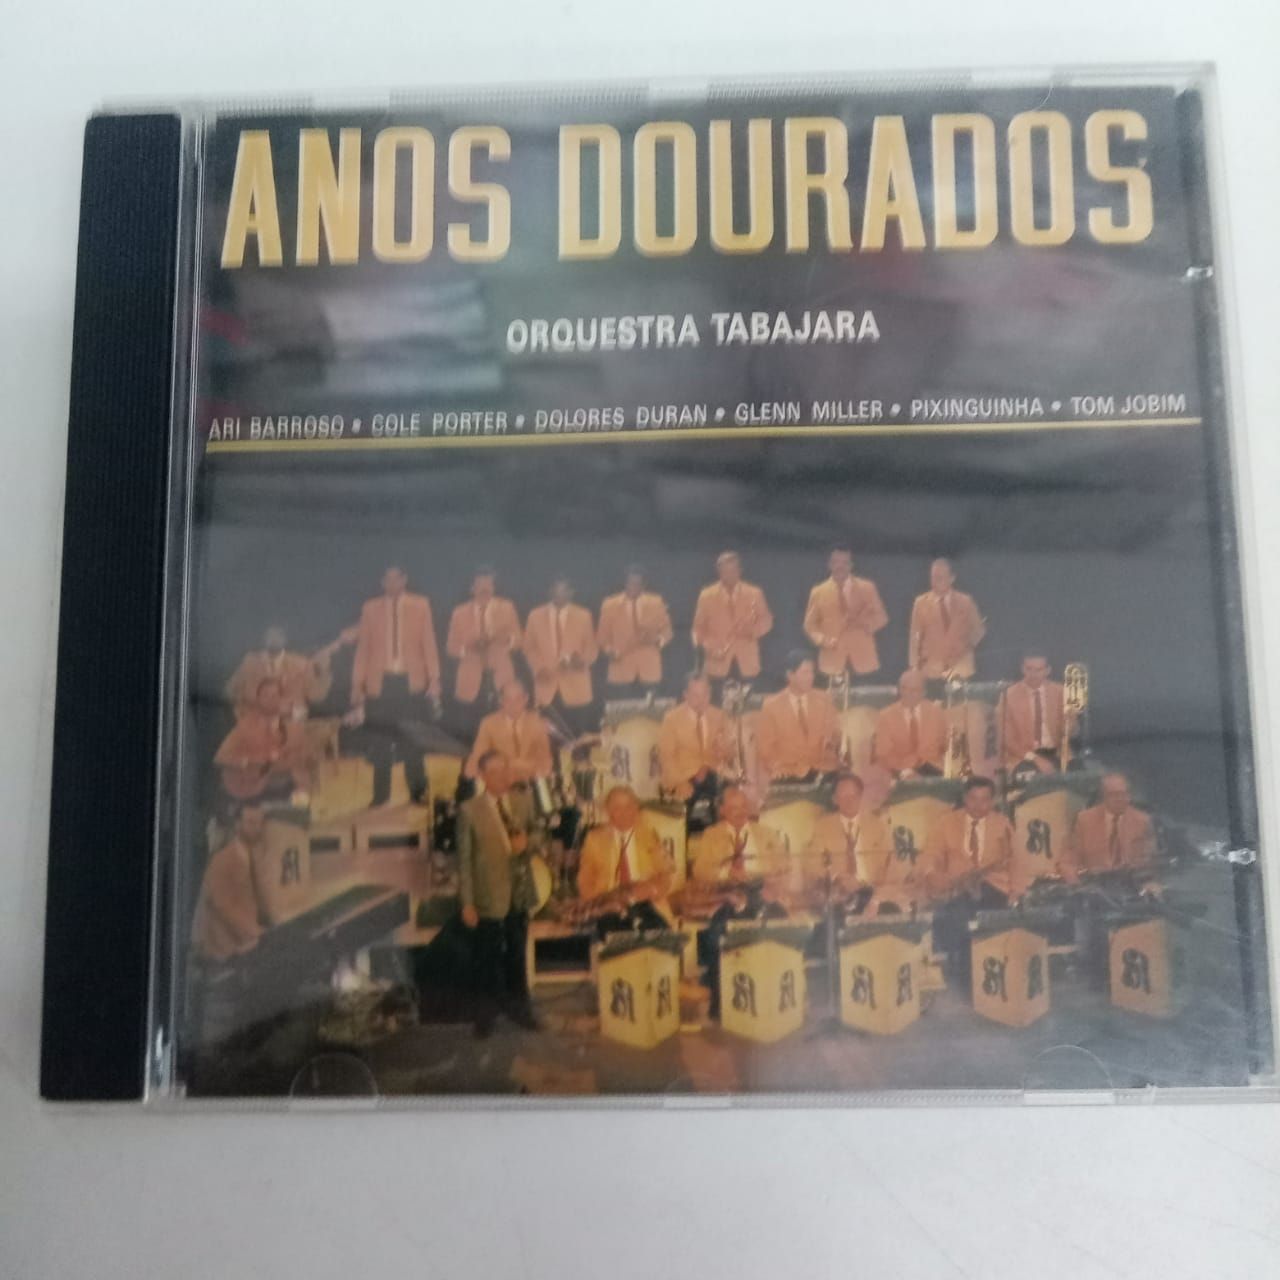 ANOS DOURADOS
ORQUESTRA TABAJARA
ARI BARROSO • COLE PORTER • DOLORES DURAN • GLENN MILLER • PIXINGUINHA • TOM JOBIM